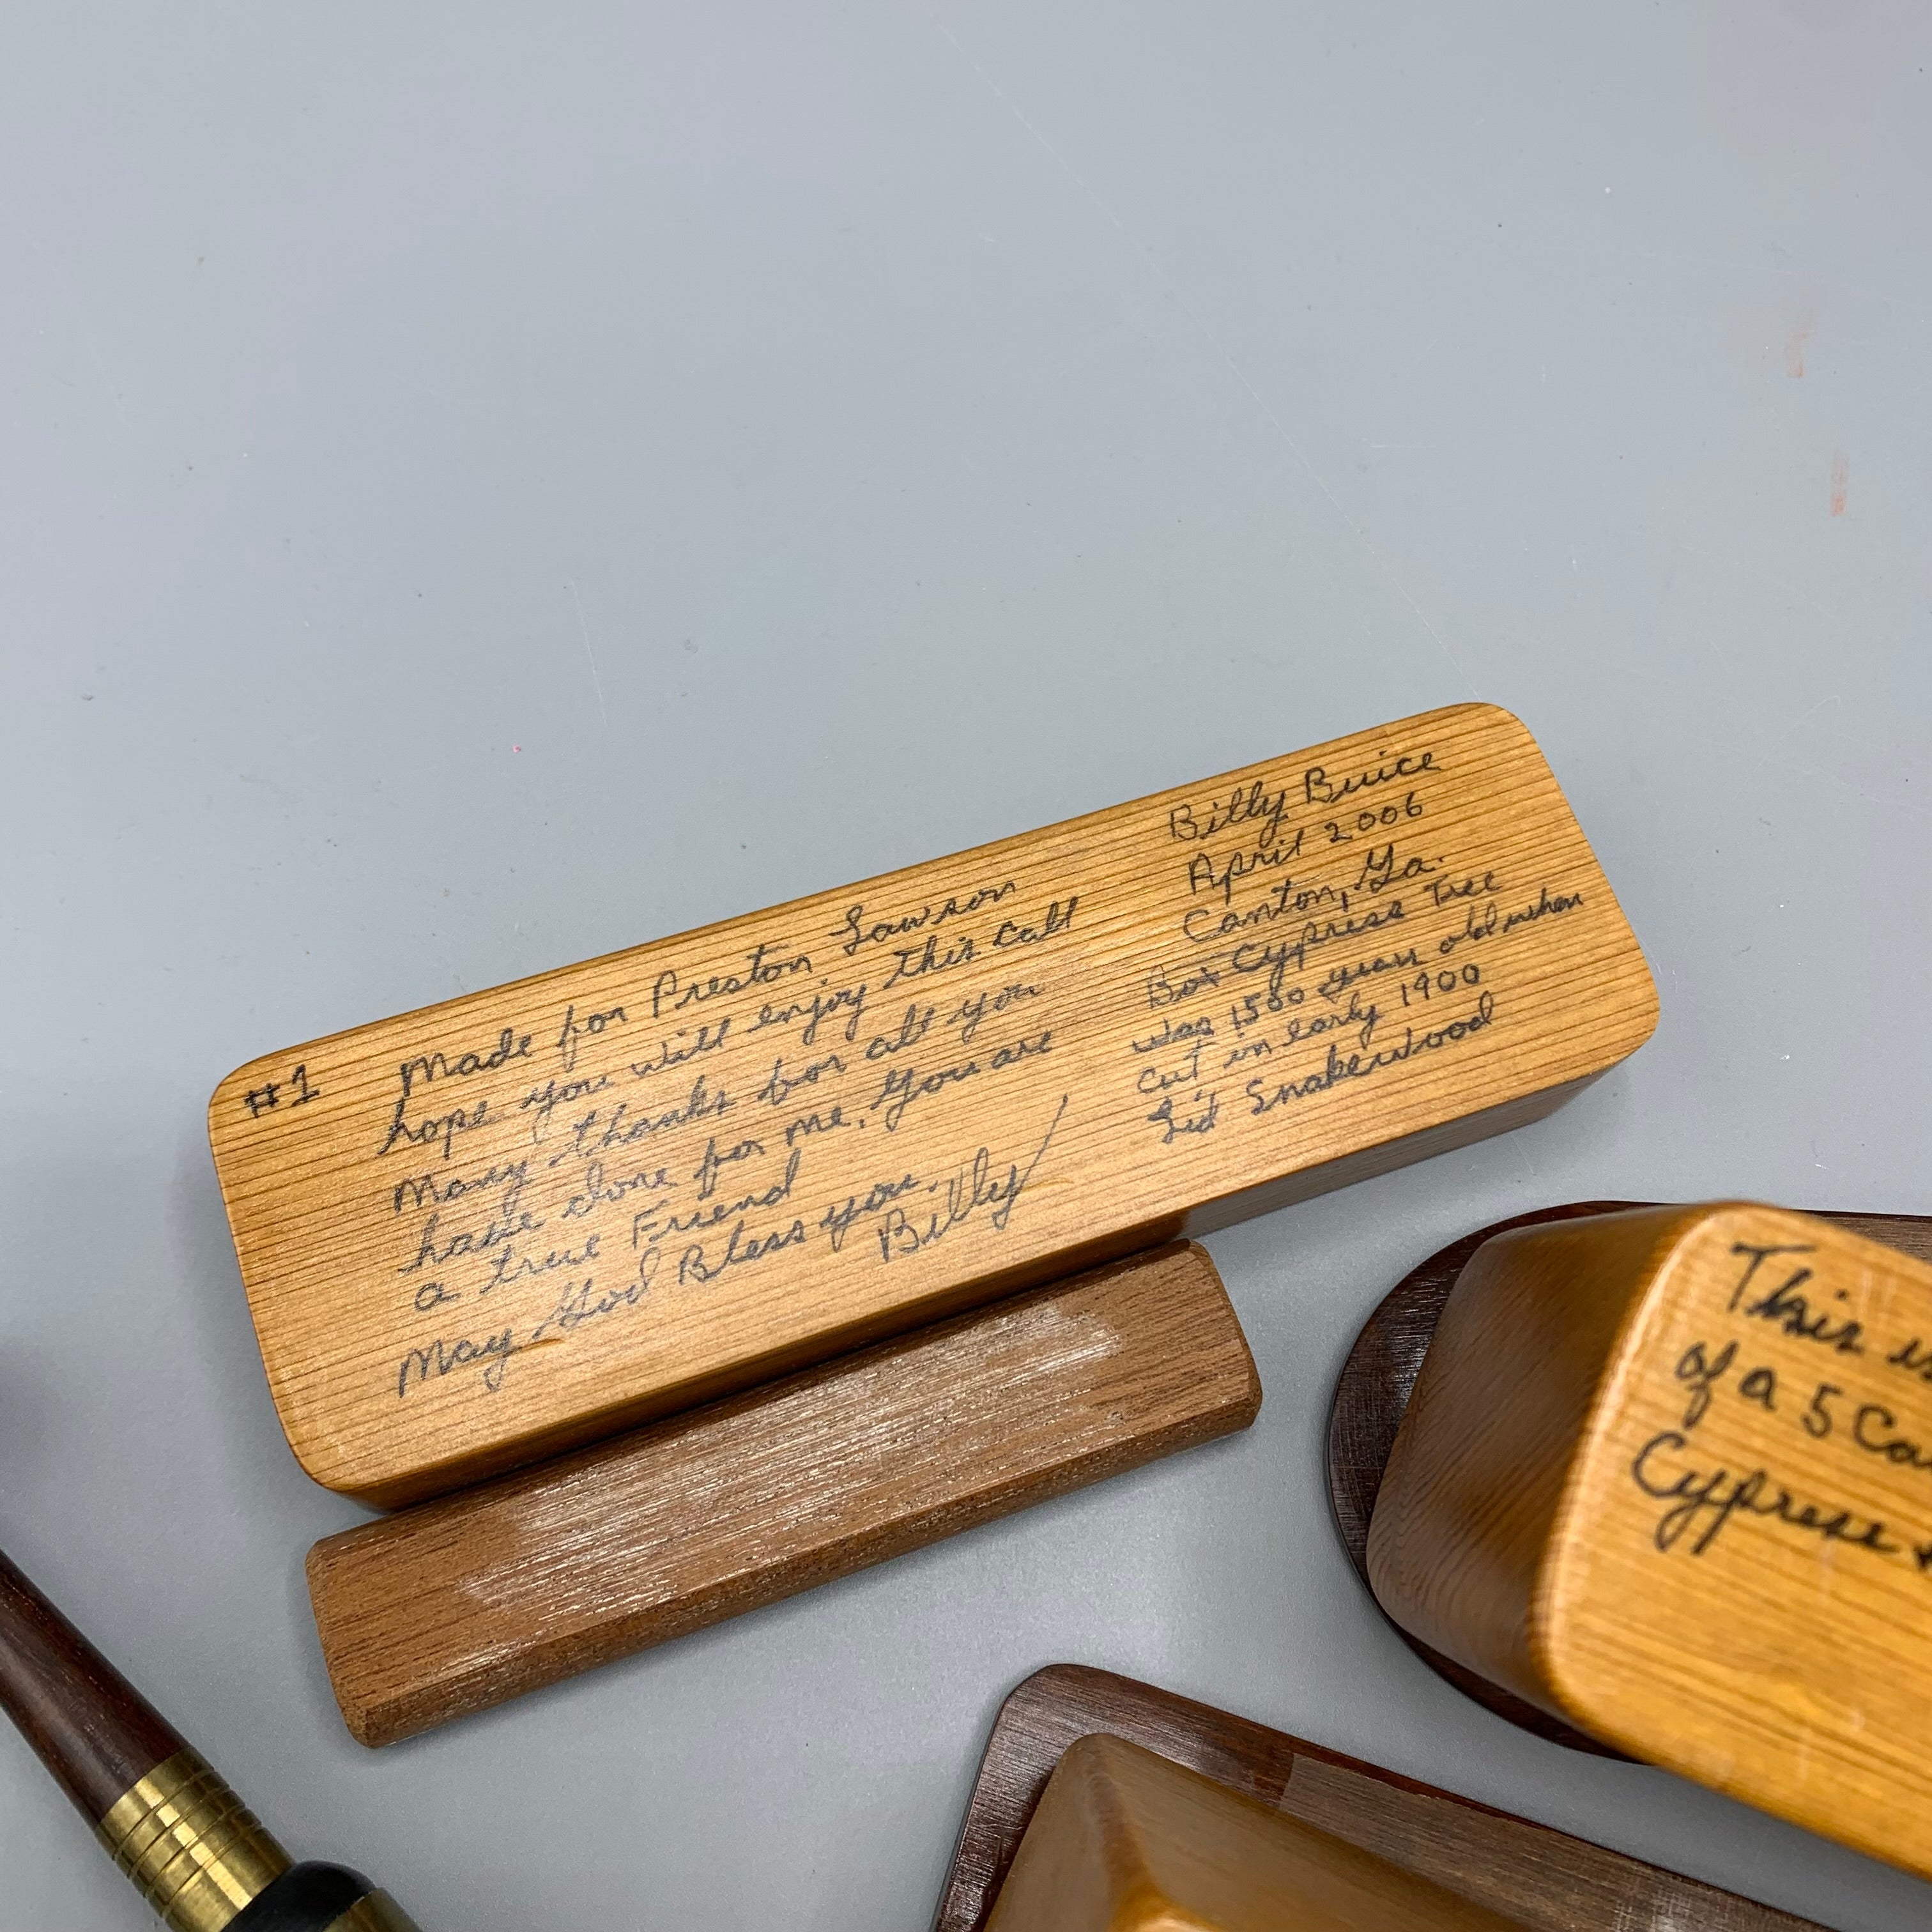 #1 Made for Preston Lawson
hope you will enjoy this call
Many thanks for all you
have done for me. You are
a true Friend
May God Bless you.
Billy
Billy Buice
April 2006
Canton, Ga.
Box Cypress Tree
was 1500 years old when
cut in early 1900
Lid Snakewood
This is
of a 5 Ca
Cypress